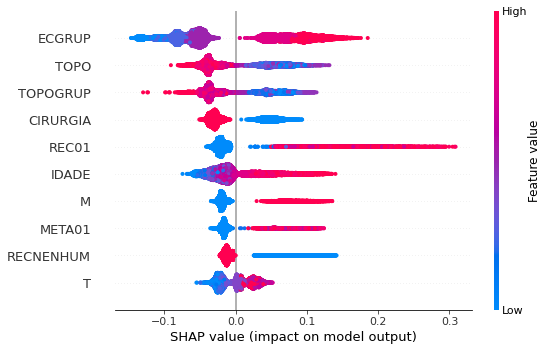 High
ECGRUP
TOPO
TOPOGRUP
CIRURGIA
REC01
IDADE
M
META01
RECNENHUM
T
Feature value
Low
−0.1 0.0 0.1 0.2 0.3
SHAP value (impact on model output)